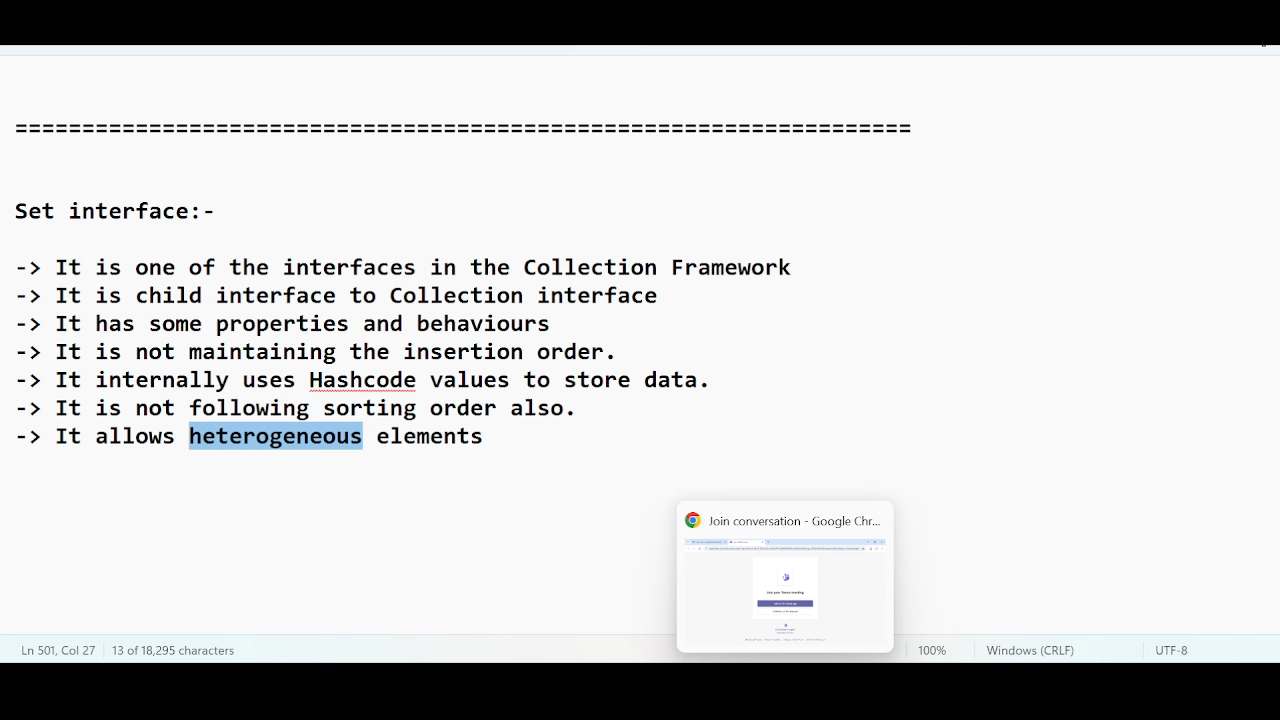 ================================================================
Set interface:-
-> It is one of the interfaces in the Collection Framework
-> It is child interface to Collection interface
-> It has some properties and behaviours
-> It is not maintaining the insertion order.
-> It internally uses Hashcode values to store data.
-> It is not following sorting order also.
-> It allows heterogeneous elements
Join conversation - Google Chr...
Ln 501, Col 27 13 of 18,295 characters 100% Windows (CRLF) UTF-8